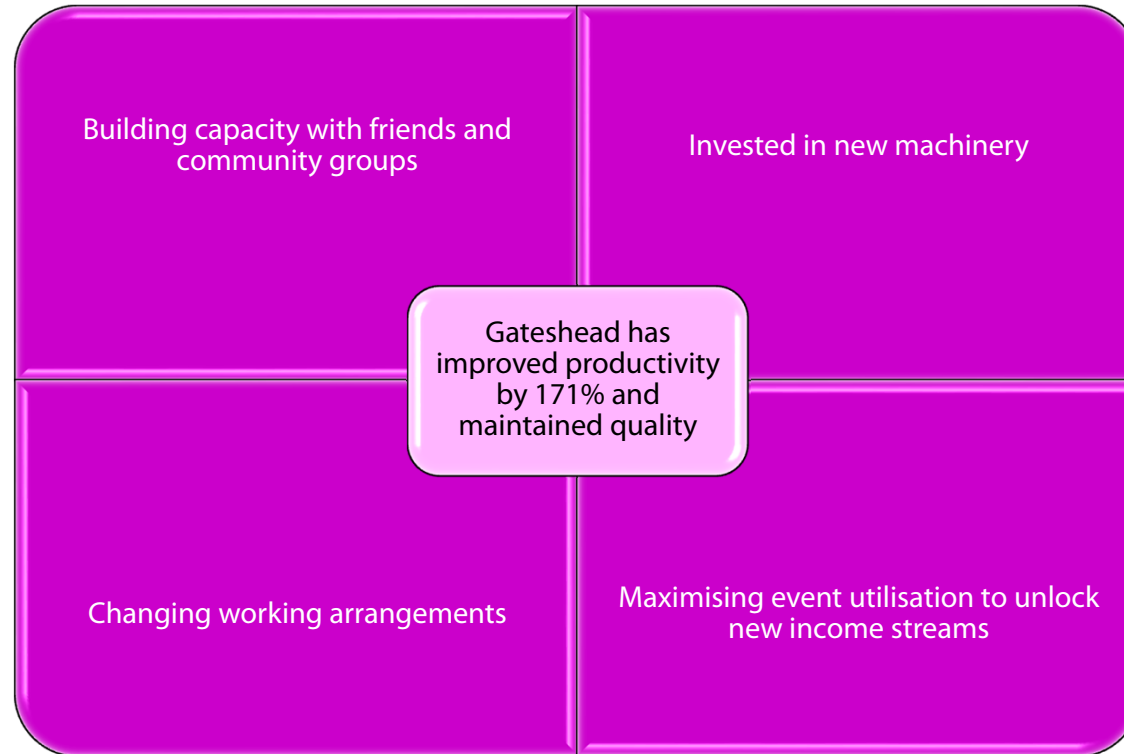 Building capacity with friends and
community groups
Invested in new machinery
Gateshead has
improved productivity
by 171% and
maintained quality
Changing working arrangements
Maximising event utilisation to unlock
new income streams